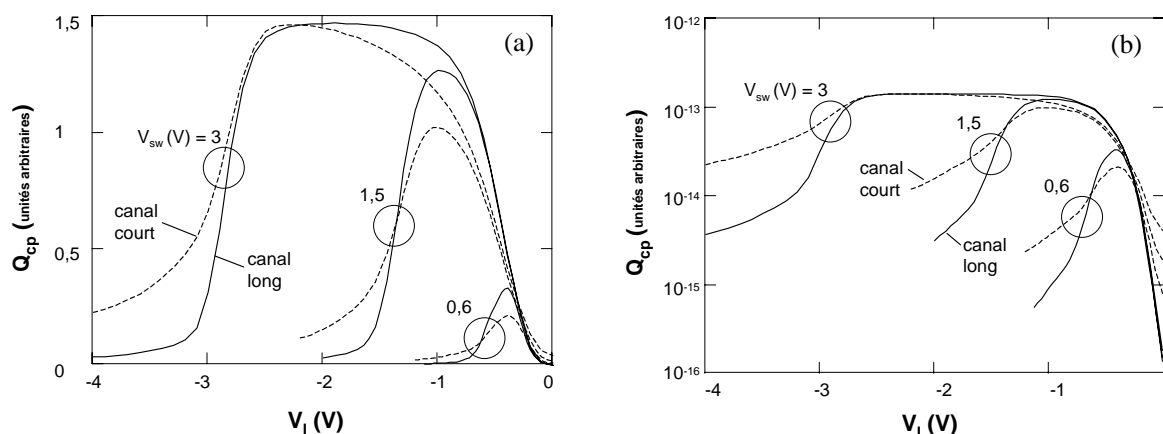 (a)
1,5
1
0,5
0
Q_cp (unités arbitraires)
V_sw (V) = 3
1,5
0,6
canal
court
canal
long
-4 -3 -2 -1 0
V_I (V)
(b)
10^-12
10^-13
10^-14
10^-15
10^-16
Q_cp (unités arbitraires)
V_sw (V) = 3
1,5
0,6
canal
court
canal
long
-4 -3 -2 -1
V_I (V)